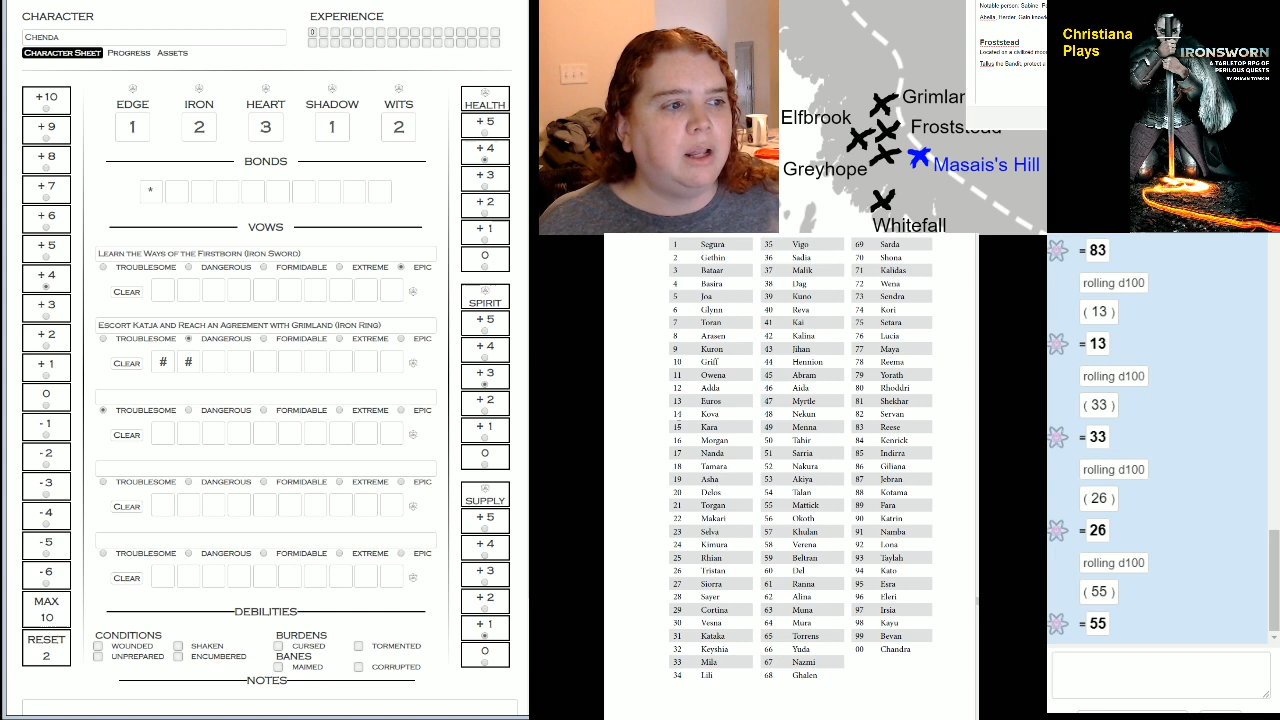 CHARACTER
CHENDA
CHARACTER SHEET PROGRESS ASSETS
EXPERIENCE
0
+10
+9
+8
+7
+6
+5
+4
+3
+2
+1
0
-1
-2
-3
-4
-5
-6
MAX
10
RESET
2
EDGE IRON HEART SHADOW WITS
1 2 3 1 2
BONDS
*
VOWS
LEARN THE WAYS OF THE FIRSTBORN (IRON SWORD)
TROUBLESOME DANGEROUS FORMIDABLE EXTREME EPIC
CLEAR
ESCORT KATJA AND REACH AN AGREEMENT WITH GRIMLAND (IRON RING)
TROUBLESOME DANGEROUS FORMIDABLE EXTREME EPIC
CLEAR # #
TROUBLESOME DANGEROUS FORMIDABLE EXTREME EPIC
CLEAR
TROUBLESOME DANGEROUS FORMIDABLE EXTREME EPIC
CLEAR
TROUBLESOME DANGEROUS FORMIDABLE EXTREME EPIC
CLEAR
DEBILITIES
CONDITIONS
WOUNDED SHAKEN
UNPREPARED ENCUMBERED
BURDENS
CURSED TORMENTED
BANES
MAIMED CORRUPTED
NOTES
HEALTH
+5
+4
+3
+2
+1
0
SPIRIT
+5
+4
+3
+2
+1
0
SUPPLY
+5
+4
+3
+2
+1
0
Elfbrook
Grimlan
Froststead
Greyhope
Masais's Hill
Whitefall
Notable person: Sabine
Abella, Herder. Gain
Froststead
Located on a civilized
Tallus the Bandit, protect a
Christiana
Plays
IRONSWORN
A TABLETOP RPG OF
PERILOUS QUESTS
BY SHAWN TOMKIN
1 Segura 35 Vigo 69 Sarda
2 Gethin 36 Sadia 70 Shona
3 Bataar 37 Malik 71 Kalidas
4 Basira 38 Dag 72 Wena
5 Joa 39 Kuno 73 Sendra
6 Glynn 40 Reva 74 Kori
7 Toran 41 Kai 75 Setara
8 Arasen 42 Kalina 76 Lucia
9 Kuron 43 Jihan 77 Maya
10 Griff 44 Hennion 78 Reema
11 Owena 45 Abram 79 Yorath
12 Adda 46 Aida 80 Rhoddri
13 Euros 47 Myrtle 81 Shekhar
14 Kova 48 Nekun 82 Servan
15 Kara 49 Menna 83 Reese
16 Morgan 50 Tahir 84 Kenrick
17 Nanda 51 Sarria 85 Indirra
18 Tamara 52 Nakura 86 Giliana
19 Asha 53 Akiya 87 Jebran
20 Delos 54 Talan 88 Kotama
21 Torgan 55 Mattick 89 Fara
22 Makari 56 Okoth 90 Katrin
23 Selva 57 Khulan 91 Namba
24 Kimura 58 Verena 92 Lona
25 Rhian 59 Beltran 93 Taylah
26 Tristan 60 Del 94 Kato
27 Siorra 61 Ranna 95 Esra
28 Sayer 62 Alina 96 Eleri
29 Cortina 63 Muna 97 Irsia
30 Vesna 64 Mura 98 Kayu
31 Kataka 65 Torrens 99 Bevan
32 Keyshia 66 Yuda 00 Chandra
33 Mila 67 Nazmi
34 Lili 68 Ghalen
= 83
rolling d100
( 13 )
= 13
rolling d100
( 33 )
= 33
rolling d100
( 26 )
= 26
rolling d100
( 55 )
= 55